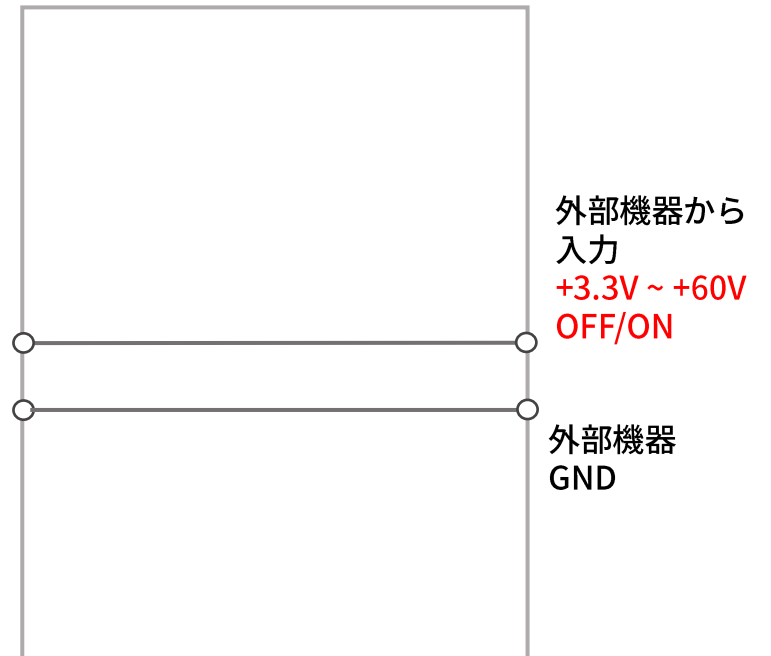 外部機器から
入力
+3.3V ~ +60V
OFF/ON
外部機器
GND